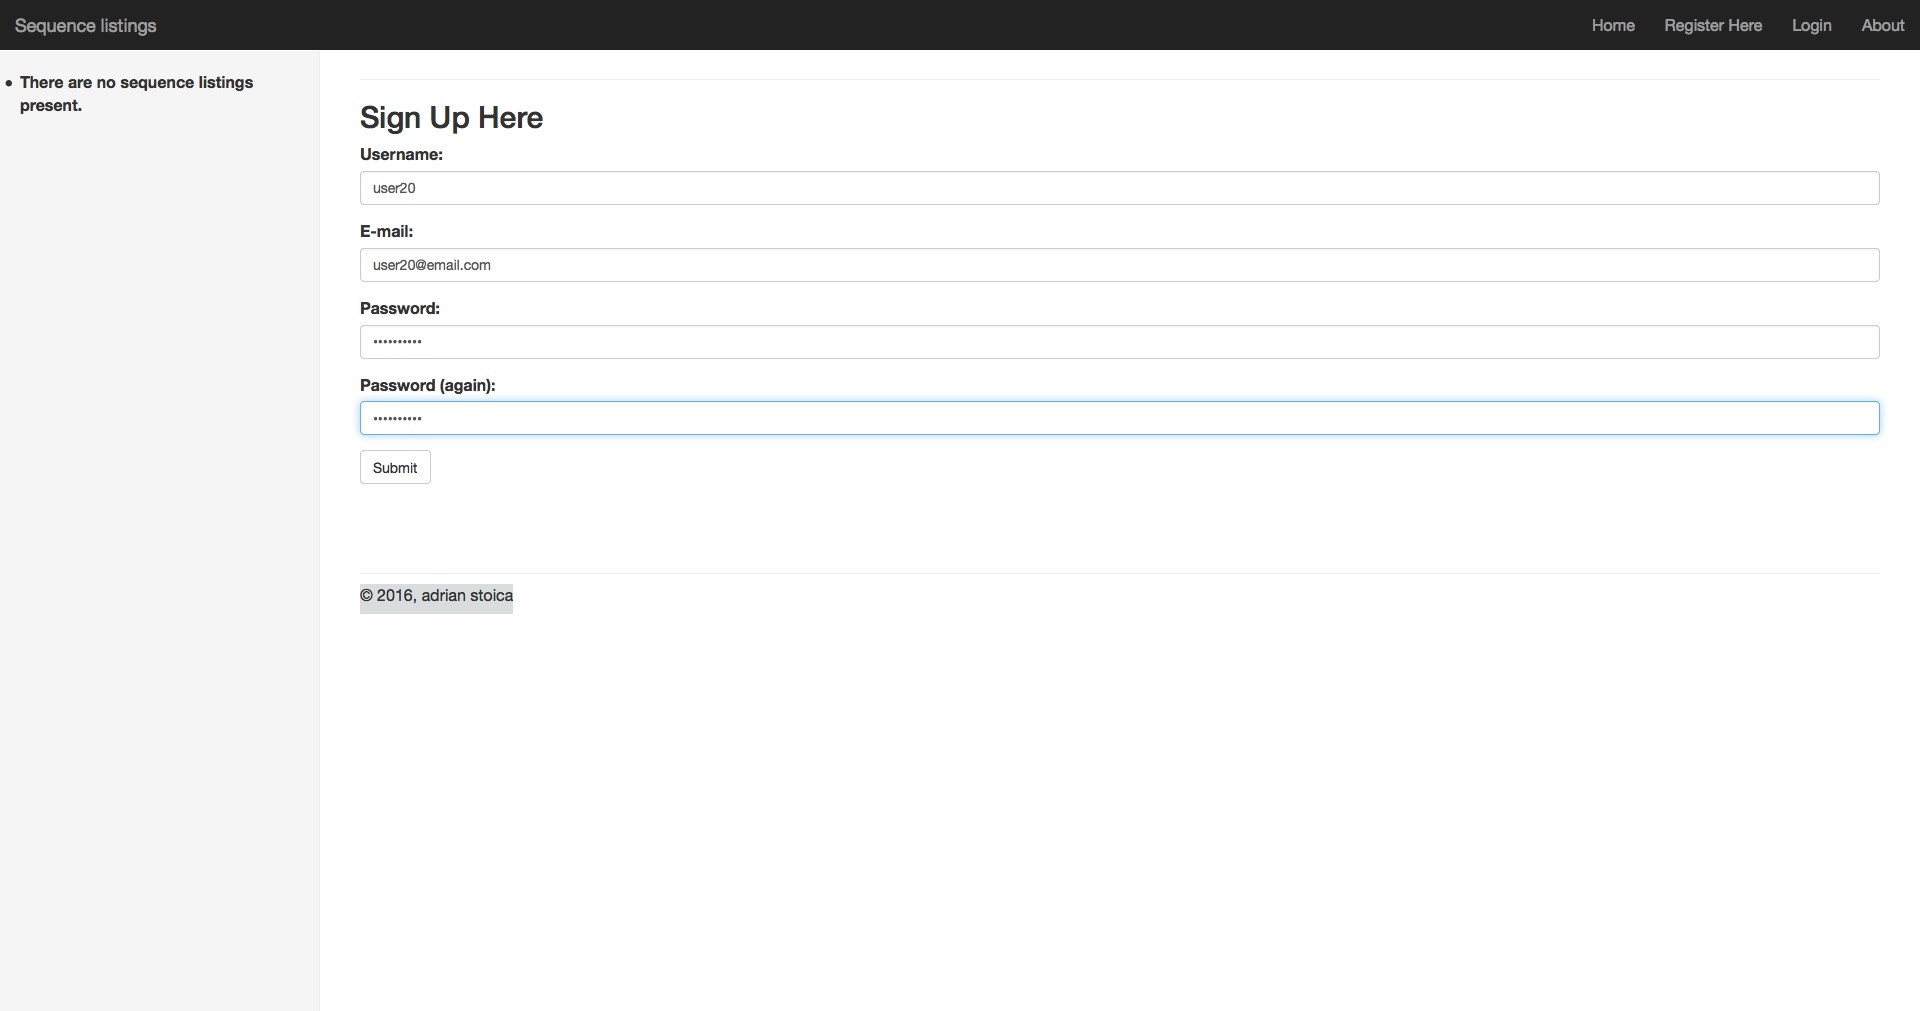 Sequence listings
Home
Register Here
Login
About
There are no sequence listings
present.
Sign Up Here
Username:
user20
E-mail:
user20@email.com
Password:
••••••••••
Password (again):
••••••••••
Submit
© 2016, adrian stoica